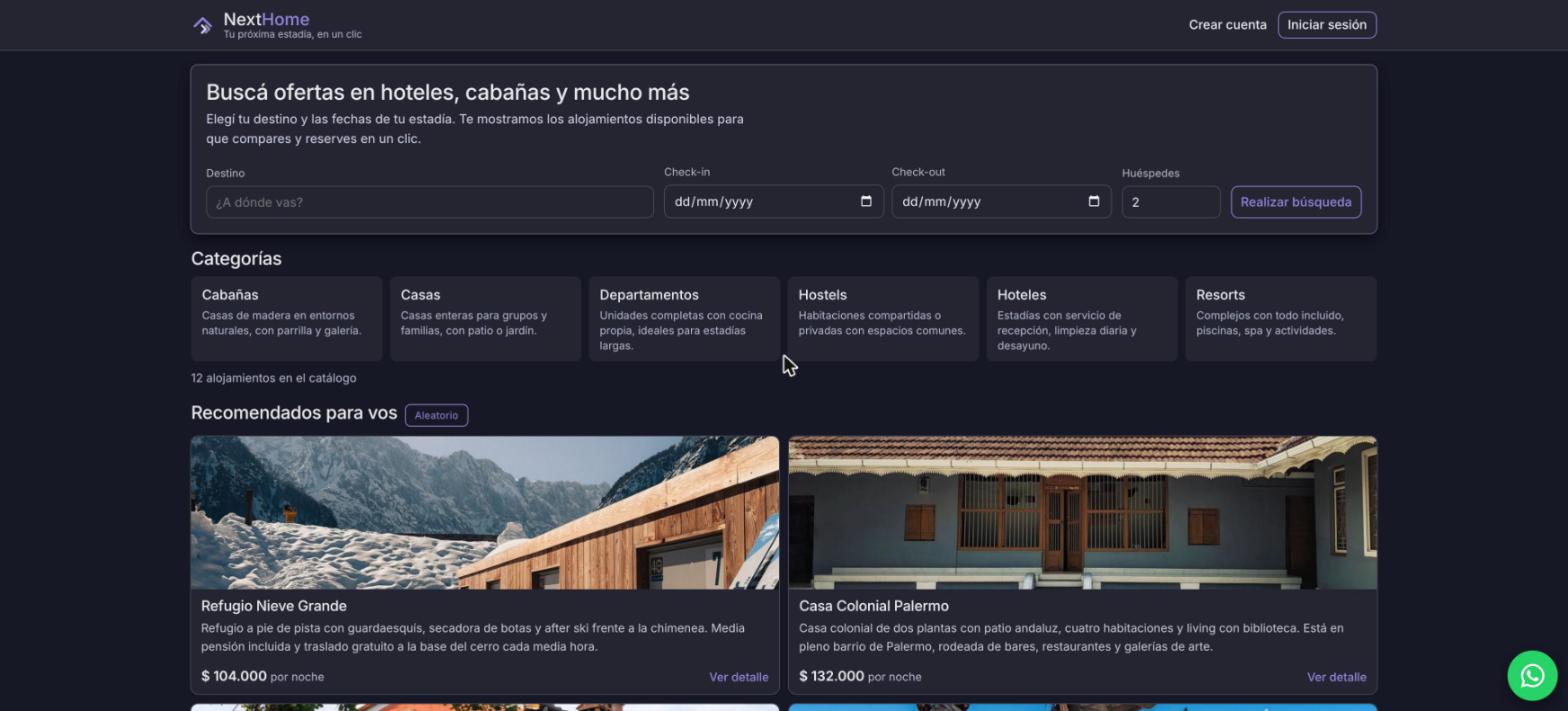 NextHome
Tu próxima estadía, en un clic
Crear cuenta
Iniciar sesión
Buscá ofertas en hoteles, cabañas y mucho más
Elegí tu destino y las fechas de tu estadía. Te mostramos los alojamientos disponibles para
que compares y reserves en un clic.
Destino
Check-in
Check-out
Huéspedes
¿A dónde vas?
dd/mm/yyyy
dd/mm/yyyy
2
Realizar búsqueda
Categorías
Cabañas
Casas de madera en entornos
naturales, con parrilla y galería.
Casas
Casas enteras para grupos y
familias, con patio o jardín.
Departamentos
Unidades completas con cocina
propia, ideales para estadías
largas.
Hostels
Habitaciones compartidas o
privadas con espacios comunes.
Hoteles
Estadías con servicio de
recepción, limpieza diaria y
desayuno.
Resorts
Complejos con todo incluido,
piscinas, spa y actividades.
12 alojamientos en el catálogo
Recomendados para vos
Aleatorio
Refugio Nieve Grande
Refugio a pie de pista con guardaesquís, secadora de botas y after ski frente a la chimenea. Media
pensión incluida y traslado gratuito a la base del cerro cada media hora.
$ 104.000 por noche
Ver detalle
Casa Colonial Palermo
Casa colonial de dos plantas con patio andaluz, cuatro habitaciones y living con biblioteca. Está en
pleno barrio de Palermo, rodeada de bares, restaurantes y galerías de arte.
$ 132.000 por noche
Ver detalle